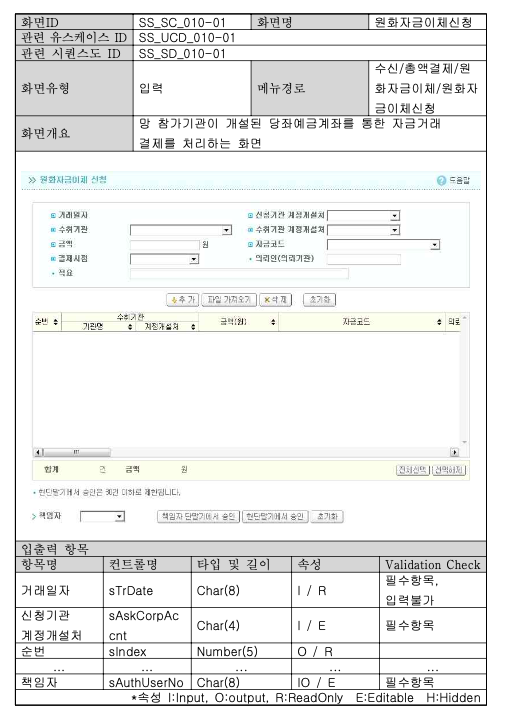 화면ID SS_SC_010-01 화면명 원화자금이체신청
관련 유스케이스 ID SS_UCD_010-01
관련 시퀀스도 ID SS_SD_010-01
화면유형 입력 메뉴경로 수신/총액결제/원
화자금이체/원화자
금이체신청
화면개요 망 참가기관이 개설된 당좌예금계좌를 통한 자금거래
결제를 처리하는 화면
원화자금이체 신청 도움말
거래일자 신청기관 계정개설처
수취기관 수취기관 계정개설처
금액 원 자금코드
결제시점 의뢰인(의뢰기관)
적요
추 가 파일 가져오기 삭 제 초기화
순번 수취기관 금액(원) 자금코드 의뢰
기관명 계정개설처
합계 건 금액 원 전체선택 선택해제
현단말기에서 승인은 30건 이하로 제한됩니다.
책임자 책임자 단말기에서 승인 현단말기에서 승인 초기화
입출력 항목
항목명 컨트롤명 타입 및 길이 속성 Validation Check
거래일자 sTrDate Char(8) I / R 필수항목,
입력불가
신청기관 sAskCorpAc Char(4) I / E 필수항목
계정개설처 cnt
순번 sIndex Number(5) O / R
... ... ... ... ...
책임자 sAuthUserNo Char(8) IO / E 필수항목
*속성 I:Input, O:output, R:ReadOnly E:Editable H:Hidden